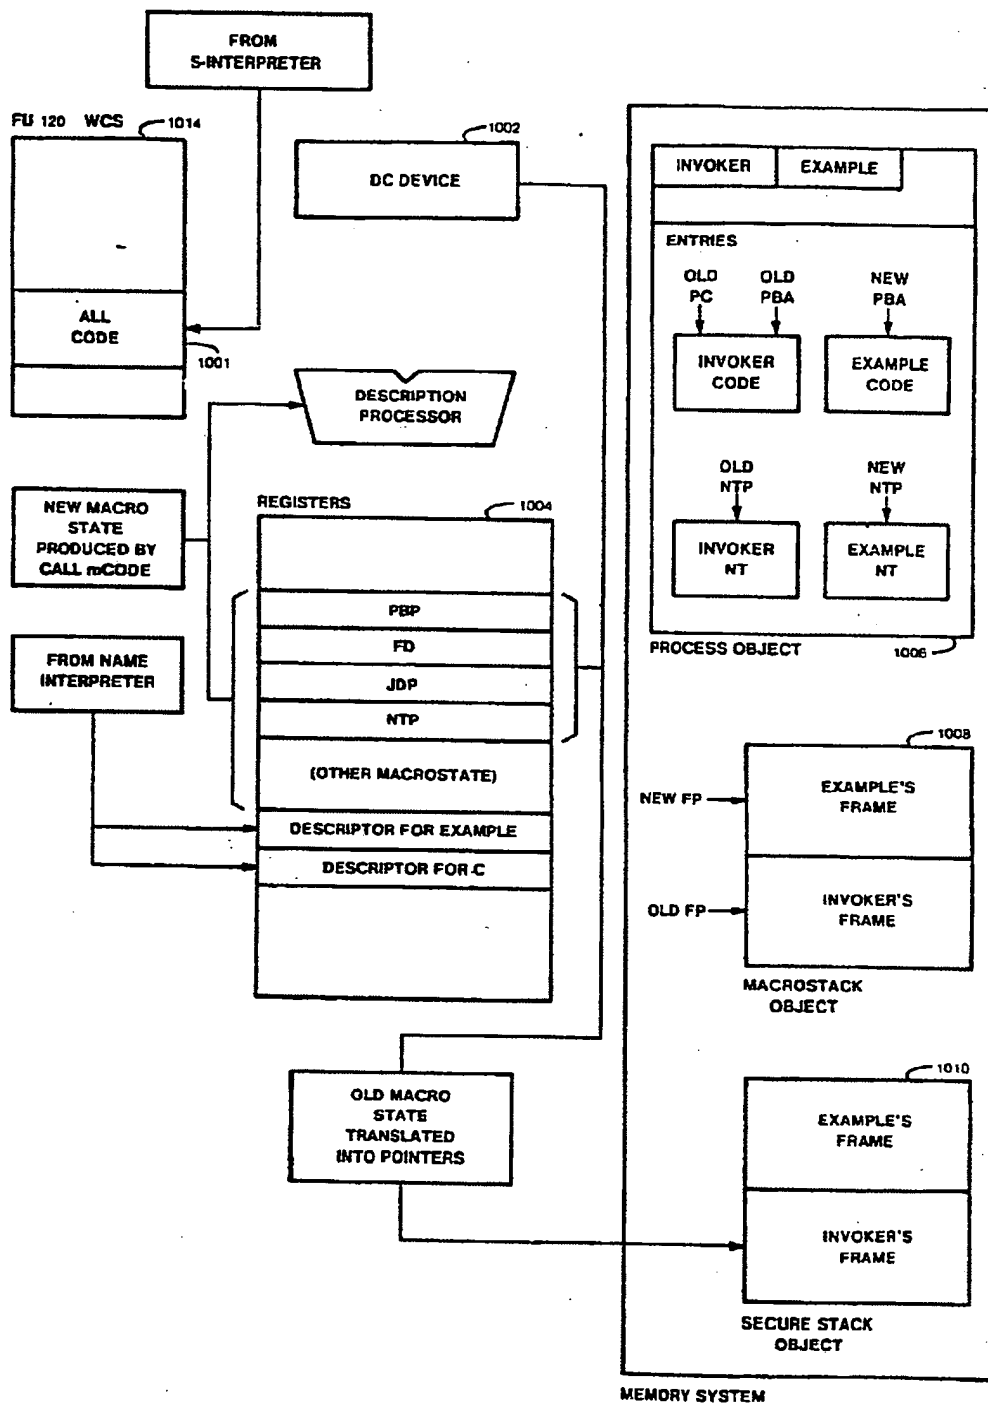 FROM
S-INTERPRETER
FU 120 WCS
1014
ALL
CODE
1001
1002
DC DEVICE
DESCRIPTION
PROCESSOR
NEW MACRO
STATE
PRODUCED BY
CALL mCODE
FROM NAME
INTERPRETER
REGISTERS
1004
PBP
FD
JDP
NTP
(OTHER MACROSTATE)
DESCRIPTOR FOR EXAMPLE
DESCRIPTOR FOR C
OLD MACRO
STATE
TRANSLATED
INTO POINTERS
INVOKER
EXAMPLE
ENTRIES
OLD
PC
OLD
PBA
NEW
PBA
INVOKER
CODE
EXAMPLE
CODE
OLD
NTP
NEW
NTP
INVOKER
NT
EXAMPLE
NT
PROCESS OBJECT
1006
1008
NEW FP
EXAMPLE'S
FRAME
OLD FP
INVOKER'S
FRAME
MACROSTACK
OBJECT
1010
EXAMPLE'S
FRAME
INVOKER'S
FRAME
SECURE STACK
OBJECT
MEMORY SYSTEM